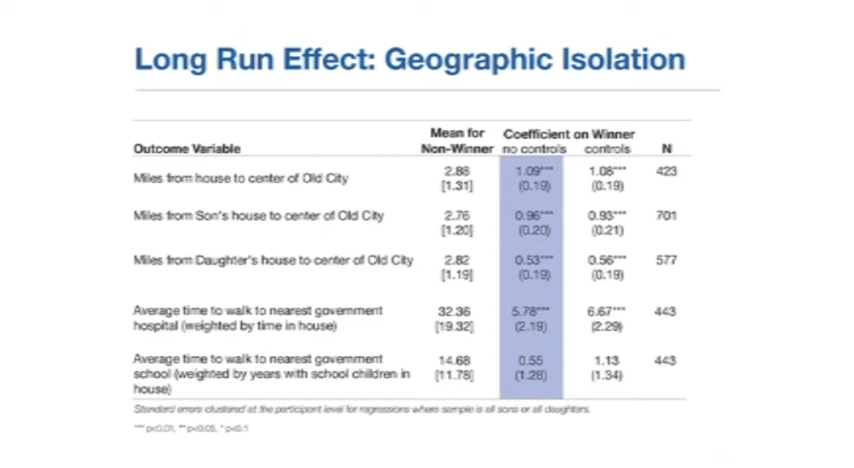 Long Run Effect: Geographic Isolation
Mean for Coefficient on Winner
Outcome Variable Non-Winner no controls controls N
Miles from house to center of Old City 2.88 1.09*** 1.08*** 423
[1.31] (0.19) (0.19)
Miles from Son's house to center of Old City 2.76 0.96*** 0.93*** 701
[1.20] (0.20) (0.21)
Miles from Daughter's house to center of Old City 2.82 0.53*** 0.56*** 577
[1.19] (0.19) (0.19)
Average time to walk to nearest government 32.36 5.78*** 6.67*** 443
hospital (weighted by time in house) [19.32] (2.19) (2.29)
Average time to walk to nearest government 14.68 0.55 1.13 443
school (weighted by years with school children in [11.78] (1.28) (1.34)
house)
Standard errors clustered at the participant level for regressions where sample is all sons or all daughters.
*** p<0.01, ** p<0.05, * p<0.1